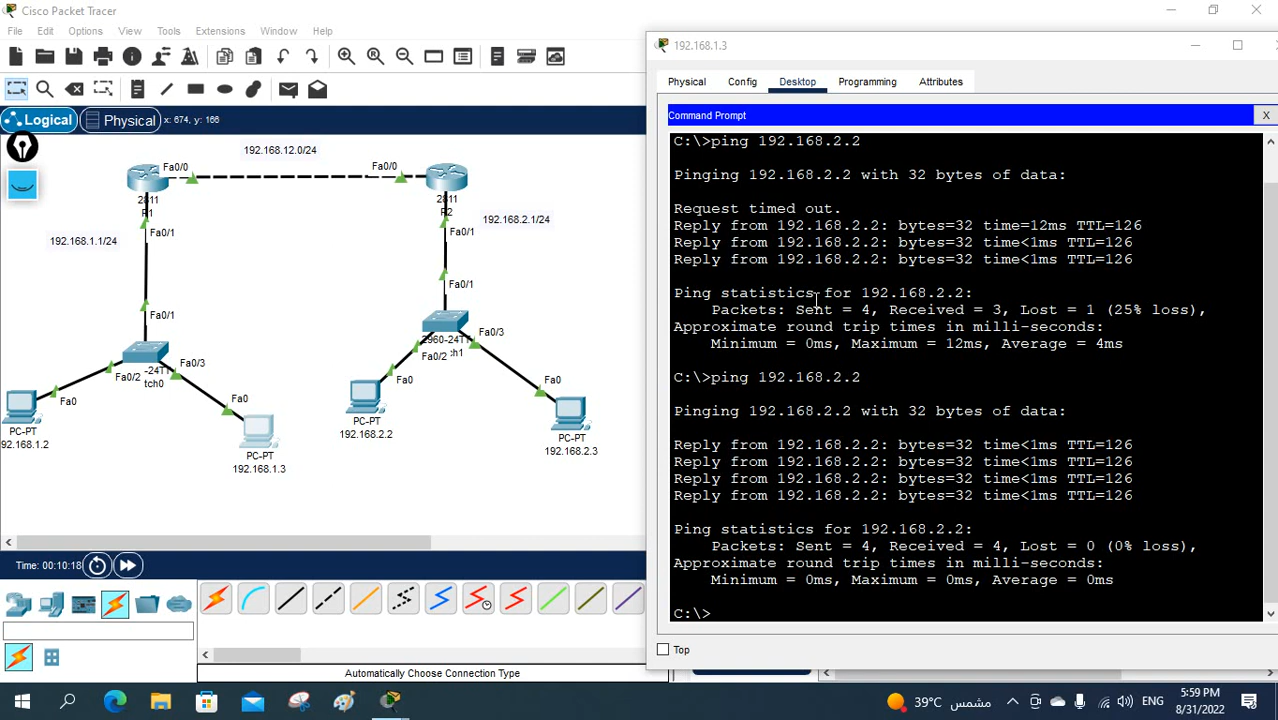 Cisco Packet Tracer
File Edit Options View Tools Extensions Window Help
Logical Physical x: 674, y: 166
192.168.12.0/24
Fa0/0 Fa0/0
2811
R1
2811
R2
192.168.1.1/24
192.168.2.1/24
Fa0/1 Fa0/1
Fa0/1 Fa0/1
-24TT
tch0
2960-24TT
:h1
Fa0/2 Fa0/3
Fa0/2 Fa0/3
Fa0 Fa0 Fa0 Fa0
PC-PT
92.168.1.2
PC-PT
192.168.1.3
PC-PT
192.168.2.2
PC-PT
192.168.2.3
Time: 00:10:18
Automatically Choose Connection Type
192.168.1.3
Physical Config Desktop Programming Attributes
Command Prompt X
C:\>ping 192.168.2.2
Pinging 192.168.2.2 with 32 bytes of data:
Request timed out.
Reply from 192.168.2.2: bytes=32 time=12ms TTL=126
Reply from 192.168.2.2: bytes=32 time<1ms TTL=126
Reply from 192.168.2.2: bytes=32 time<1ms TTL=126
Ping statistics for 192.168.2.2:
Packets: Sent = 4, Received = 3, Lost = 1 (25% loss),
Approximate round trip times in milli-seconds:
Minimum = 0ms, Maximum = 12ms, Average = 4ms
C:\>ping 192.168.2.2
Pinging 192.168.2.2 with 32 bytes of data:
Reply from 192.168.2.2: bytes=32 time<1ms TTL=126
Reply from 192.168.2.2: bytes=32 time<1ms TTL=126
Reply from 192.168.2.2: bytes=32 time<1ms TTL=126
Reply from 192.168.2.2: bytes=32 time<1ms TTL=126
Ping statistics for 192.168.2.2:
Packets: Sent = 4, Received = 4, Lost = 0 (0% loss),
Approximate round trip times in milli-seconds:
Minimum = 0ms, Maximum = 0ms, Average = 0ms
C:\>
Top
39°C مشمس
ENG
5:59 PM
8/31/2022